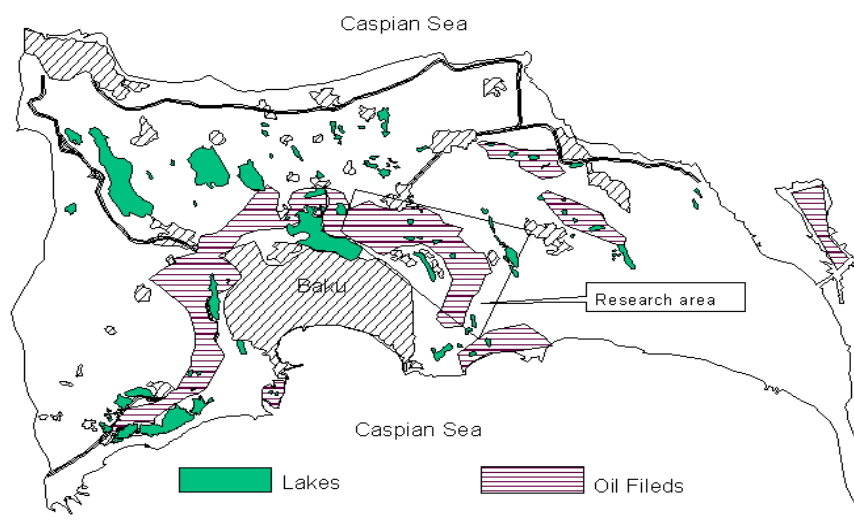 Caspian Sea
Baku
Research area
Caspian Sea
Lakes
Oil Fileds